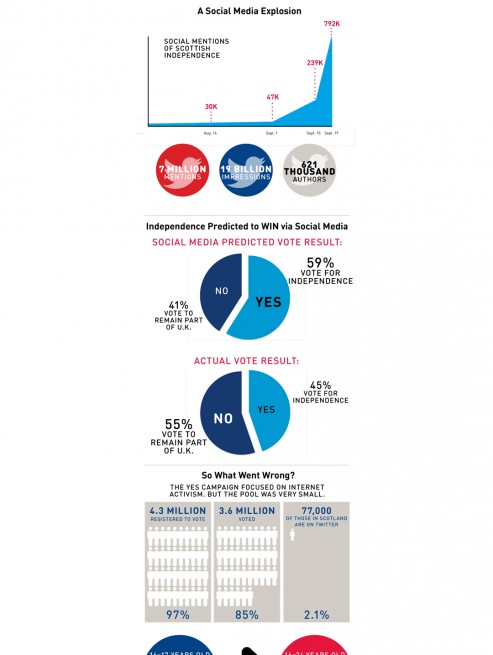 A Social Media Explosion
792K
SOCIAL MENTIONS
OF SCOTTISH
INDEPENDENCE
239K
47K
30K
Aug. 14
Sept. 1
Sept. 15
Sept. 19
7 MILLION
MENTIONS
19 BILLION
IMPRESSIONS
621
THOUSAND
AUTHORS
Independence Predicted to WIN via Social Media
SOCIAL MEDIA PREDICTED VOTE RESULT:
59%
VOTE FOR
INDEPENDENCE
NO
YES
41%
VOTE TO
REMAIN PART
OF U.K.
ACTUAL VOTE RESULT:
45%
VOTE FOR
INDEPENDENCE
NO
YES
55%
VOTE TO
REMAIN PART
OF U.K.
So What Went Wrong?
THE YES CAMPAIGN FOCUSED ON INTERNET
ACTIVISM. BUT THE POOL WAS VERY SMALL.
4.3 MILLION
REGISTERED TO VOTE
97%
3.6 MILLION
VOTED
85%
77,000
OF THOSE IN SCOTLAND
ARE ON TWITTER
2.1%